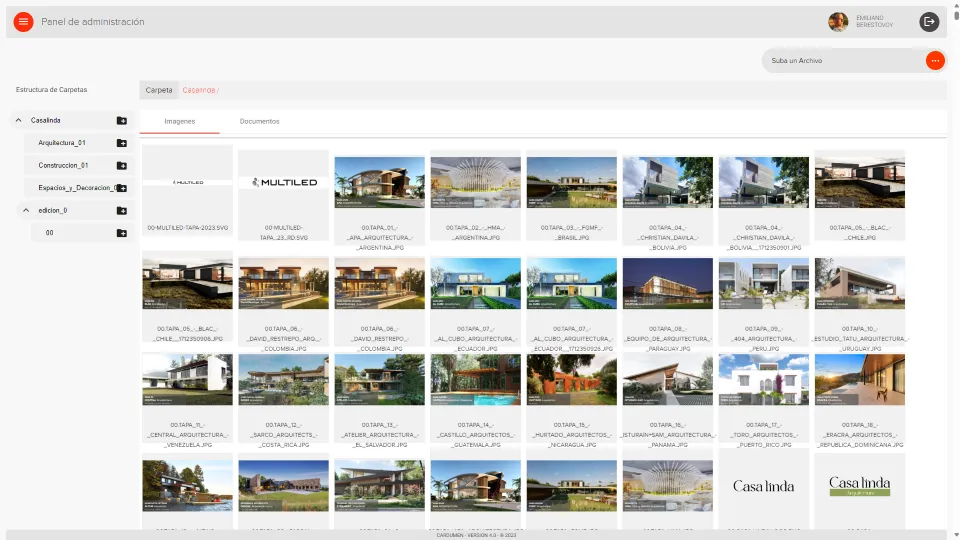 Panel de administración
EMILIANO
BERESTOVOY
Suba un Archivo
Estructura de Carpetas
Carpeta
Casalinda /
Casalinda
Arquitectura_01
Construccion_01
Espacios_y_Decoracion_0
edicion_0
00
Imagenes
Documentos
MULTILED
MULTILED
00-MULTILED-TAPA-2023.SVG
00-MULTILED-
TAPA_23_RD.SVG
00.TAPA_01_-
_APA_ARQUITECTURA_-
_ARGENTINA.JPG
00.TAPA_02_-_HMA_-
_ARGENTINA.JPG
00.TAPA_03_-_FGMF_-
_BRASIL.JPG
00.TAPA_04_-
_CHRISTIAN_DAVILA_-
_BOLIVIA.JPG
00.TAPA_04_-
_CHRISTIAN_DAVILA_-
_BOLIVIA__1712350901.JPG
00.TAPA_05_-_BLAC_-
_CHILE.JPG
00.TAPA_05_-_BLAC_-
_CHILE__1712350906.JPG
00.TAPA_06_-
_DAVID_RESTREPO_ARQ_-
_COLOMBIA.JPG
00.TAPA_06_-
_DAVID_RESTREPO_-
_COLOMBIA.JPG
00.TAPA_07_-
_AL_CUBO_ARQUITECTURA_-
_ECUADOR.JPG
00.TAPA_07_-
_AL_CUBO_ARQUITECTURA_-
_ECUADOR__1712350926.JPG
00.TAPA_08_-
_EQUIPO_DE_ARQUITECTURA_-
_PARAGUAY.JPG
00.TAPA_09_-
_404_ARQUITECTURA_-
_PERU.JPG
00.TAPA_10_-
_ESTUDIO_TATU_ARQUITECTURA_-
_URUGUAY.JPG
00.TAPA_11_-
_CENTRAL_ARQUITECTURA_-
_VENEZUELA.JPG
00.TAPA_12_-
_SARCO_ARQUITECTS_-
_COSTA_RICA.JPG
00.TAPA_13_-
_ATELIER_ARQUITECTURA_-
_EL_SALVADOR.JPG
00.TAPA_14_-
_CASTILLO_ARQUITECTOS_-
_GUATEMALA.JPG
00.TAPA_15_-
_HURTADO_ARQUITECTOS_-
_NICARAGUA.JPG
00.TAPA_16_-
_ISTURAIN+SAM_ARQUITECTURA_-
_PANAMA.JPG
00.TAPA_17_-
_TORO_ARQUITECTOS_-
_PUERTO_RICO.JPG
00.TAPA_18_-
_ERACRA_ARQUITECTOS_-
_REPUBLICA_DOMINICANA.JPG
Casa linda
Casa linda
Arquitectura
CARDUMEN - VERSION 4.0 - © 2023